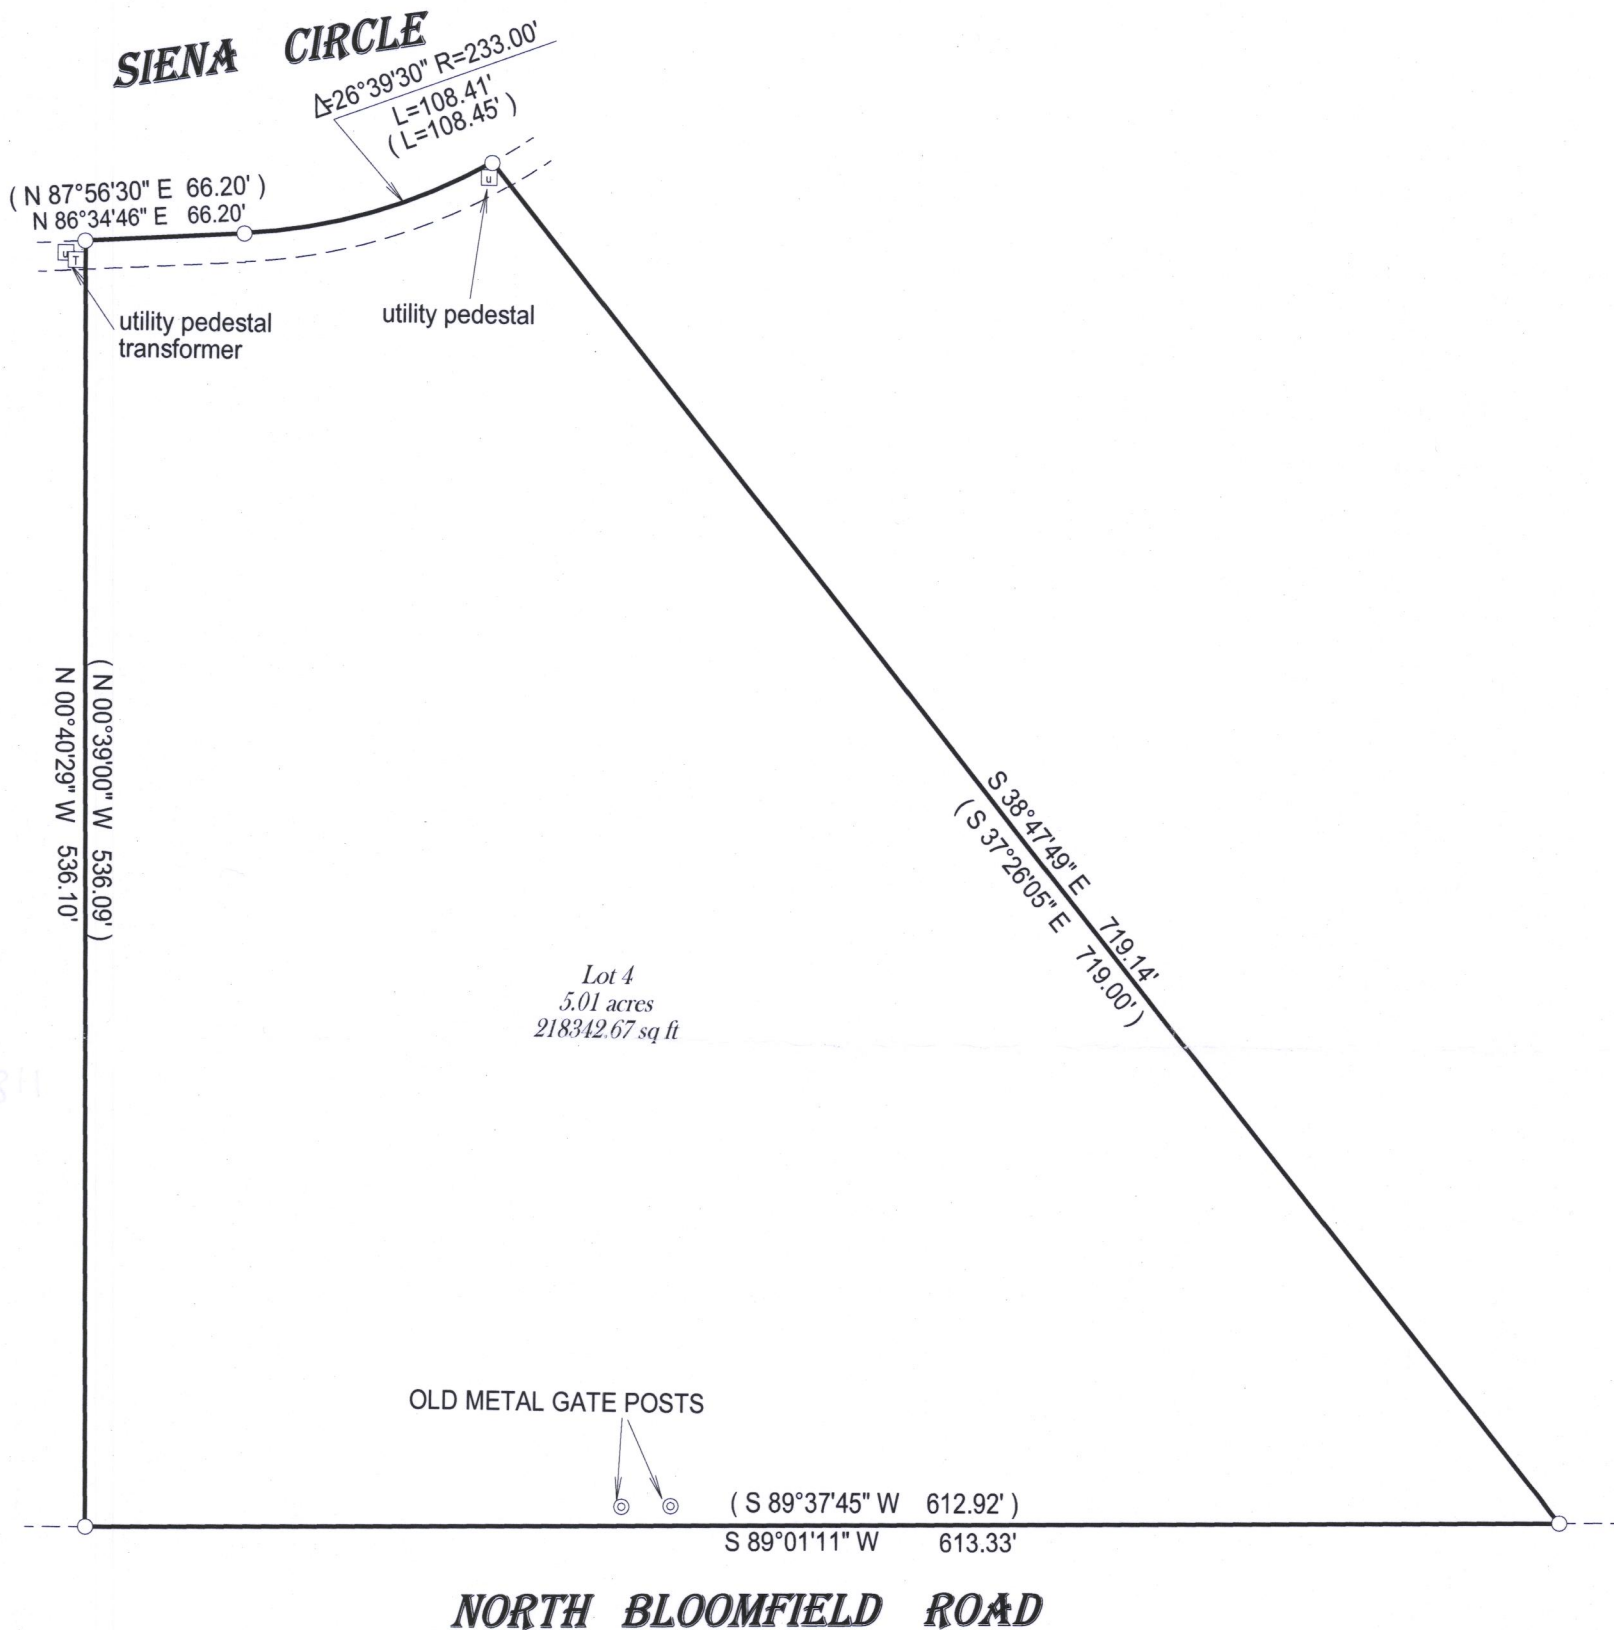 SIENA CIRCLE
Δ=26°39'30" R=233.00'
L=108.41'
( L=108.45' )
( N 87°56'30" E 66.20' )
N 86°34'46" E 66.20'
u
u
T
utility pedestal
transformer
utility pedestal
( N 00°39'00" W 536.09' )
N 00°40'29" W 536.10'
S 38°47'49" E 719.14'
( S 37°26'05" E 719.00' )
Lot 4
5.01 acres
218342.67 sq ft
OLD METAL GATE POSTS
( S 89°37'45" W 612.92' )
S 89°01'11" W 613.33'
NORTH BLOOMFIELD ROAD